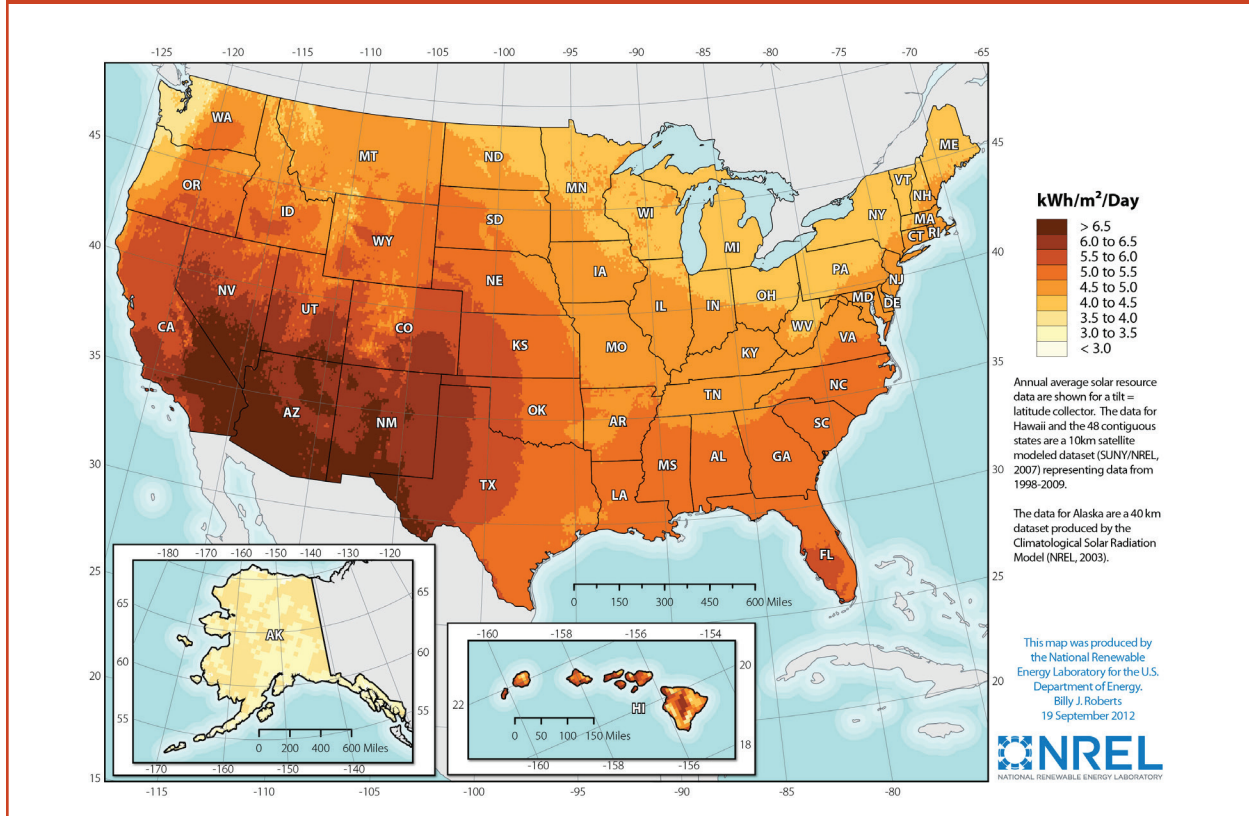 -125 -120 -115 -110 -105 -100 -95 -90 -85 -80 -75 -70 -65
45
40
35
30
25
20
15
45
40
35
30
25
20
-115 -110 -105 -100 -95 -90 -85 -80
WA
OR
CA
NV
ID
MT
WY
UT
AZ
CO
NM
ND
SD
NE
KS
OK
TX
MN
IA
MO
AR
LA
WI
IL
MI
IN
OH
KY
TN
MS
AL
GA
FL
SC
NC
VA
WV
MD
DE
PA
NJ
NY
CT
RI
MA
VT
NH
ME
0 150 300 450 600 Miles
-180 -170 -160 -150 -140 -130 -120
65
60
55
65
60
55
AK
0 200 400 600 Miles
-170 -160 -150 -140
-160 -158 -156 -154
22
20
18
HI
0 50 100 150 Miles
-160 -158 -156
kWh/m²/Day
> 6.5
6.0 to 6.5
5.5 to 6.0
5.0 to 5.5
4.5 to 5.0
4.0 to 4.5
3.5 to 4.0
3.0 to 3.5
< 3.0
Annual average solar resource
data are shown for a tilt =
latitude collector. The data for
Hawaii and the 48 contiguous
states are a 10km satellite
modeled dataset (SUNY/NREL,
2007) representing data from
1998-2009.
The data for Alaska are a 40 km
dataset produced by the
Climatological Solar Radiation
Model (NREL, 2003).
This map was produced by
the National Renewable
Energy Laboratory for the U.S.
Department of Energy.
Billy J. Roberts
19 September 2012
NREL
NATIONAL RENEWABLE ENERGY LABORATORY